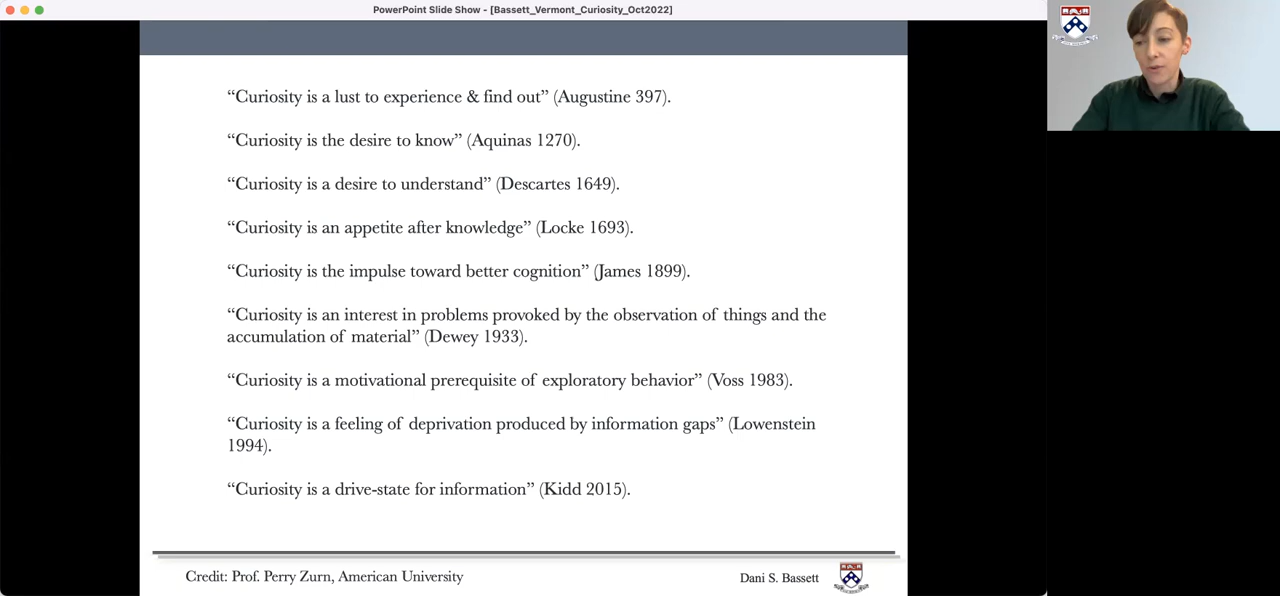 PowerPoint Slide Show - [Bassett_Vermont_Curiosity_Oct2022]
“Curiosity is a lust to experience & find out” (Augustine 397).
“Curiosity is the desire to know” (Aquinas 1270).
“Curiosity is a desire to understand” (Descartes 1649).
“Curiosity is an appetite after knowledge” (Locke 1693).
“Curiosity is the impulse toward better cognition” (James 1899).
“Curiosity is an interest in problems provoked by the observation of things and the
accumulation of material” (Dewey 1933).
“Curiosity is a motivational prerequisite of exploratory behavior” (Voss 1983).
“Curiosity is a feeling of deprivation produced by information gaps” (Lowenstein
1994).
“Curiosity is a drive-state for information” (Kidd 2015).
Credit: Prof. Perry Zurn, American University
Dani S. Bassett